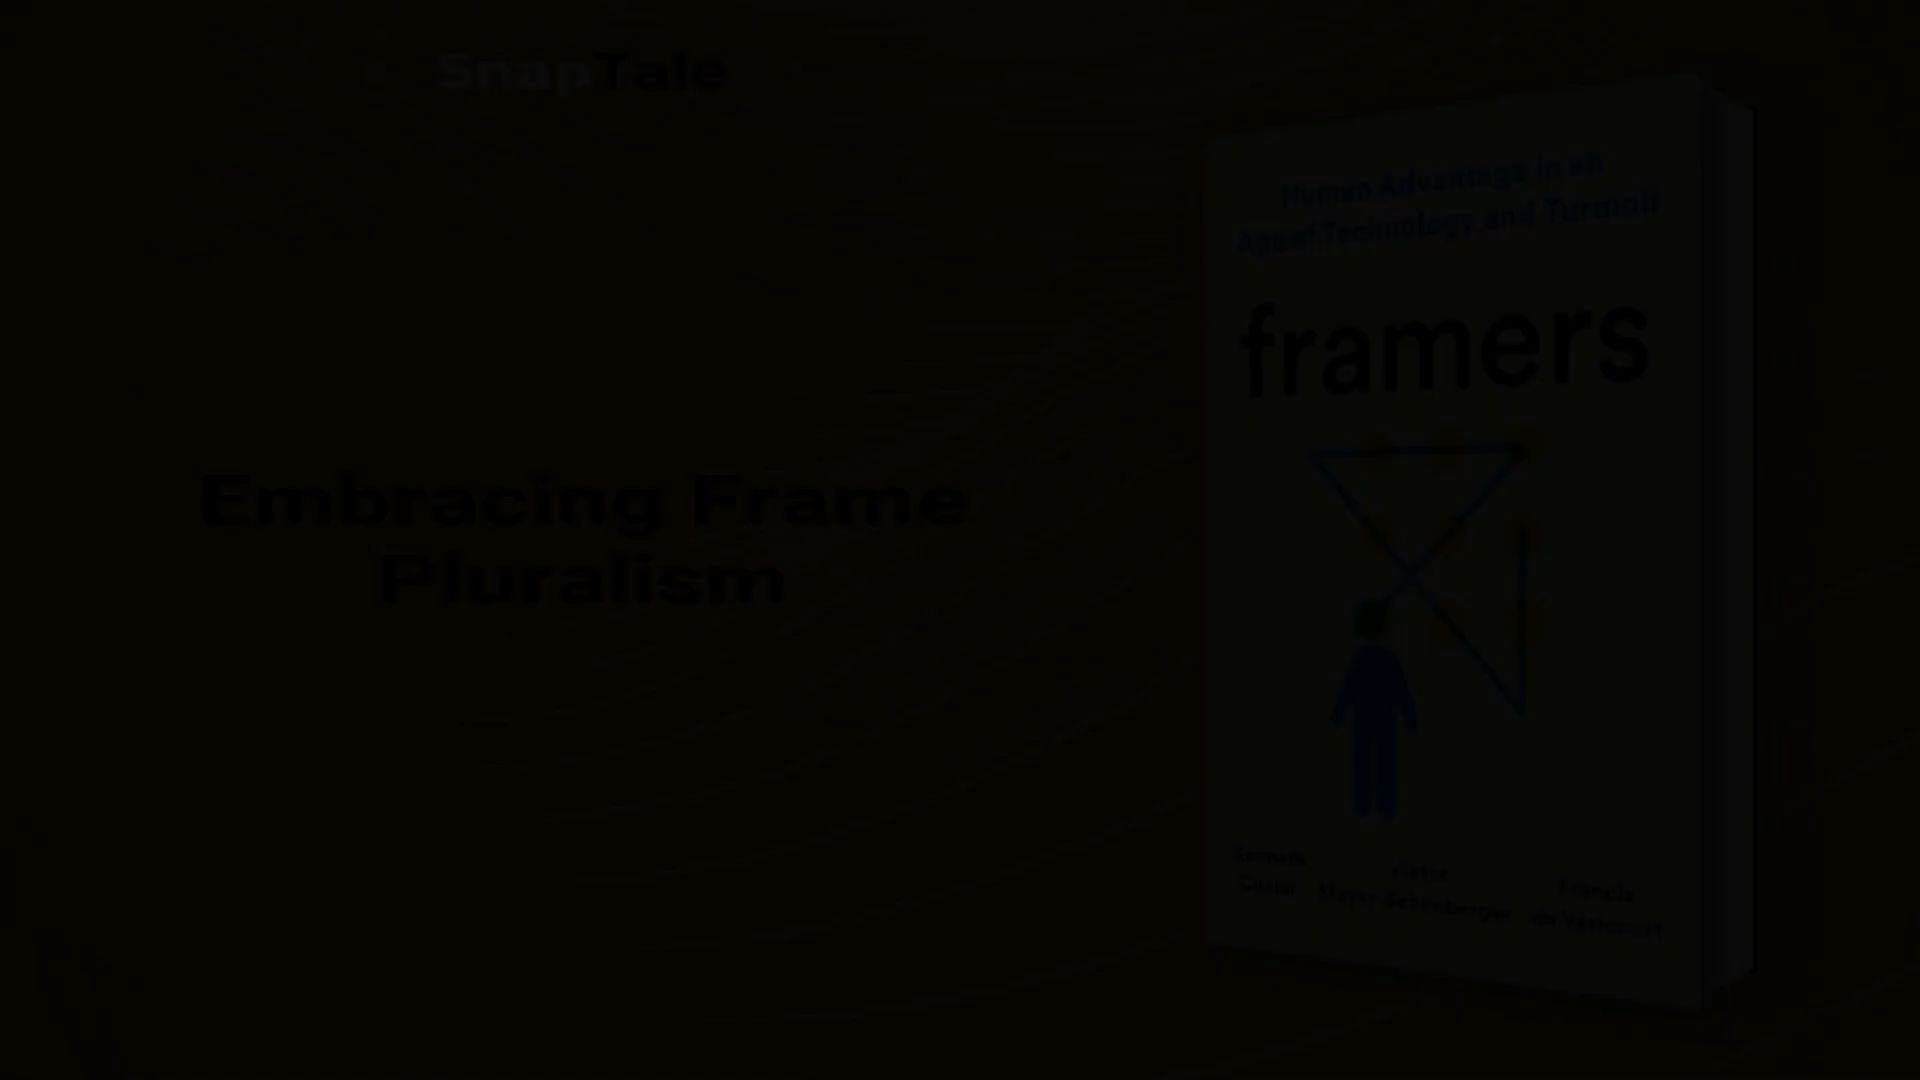 SnapTale
Human Advantage in an
Age of Technology and Turmoil
framers
Embracing Frame
Pluralism
Kenneth
Cukier
Viktor
Mayer-Schönberger
Francis
de Véricourt